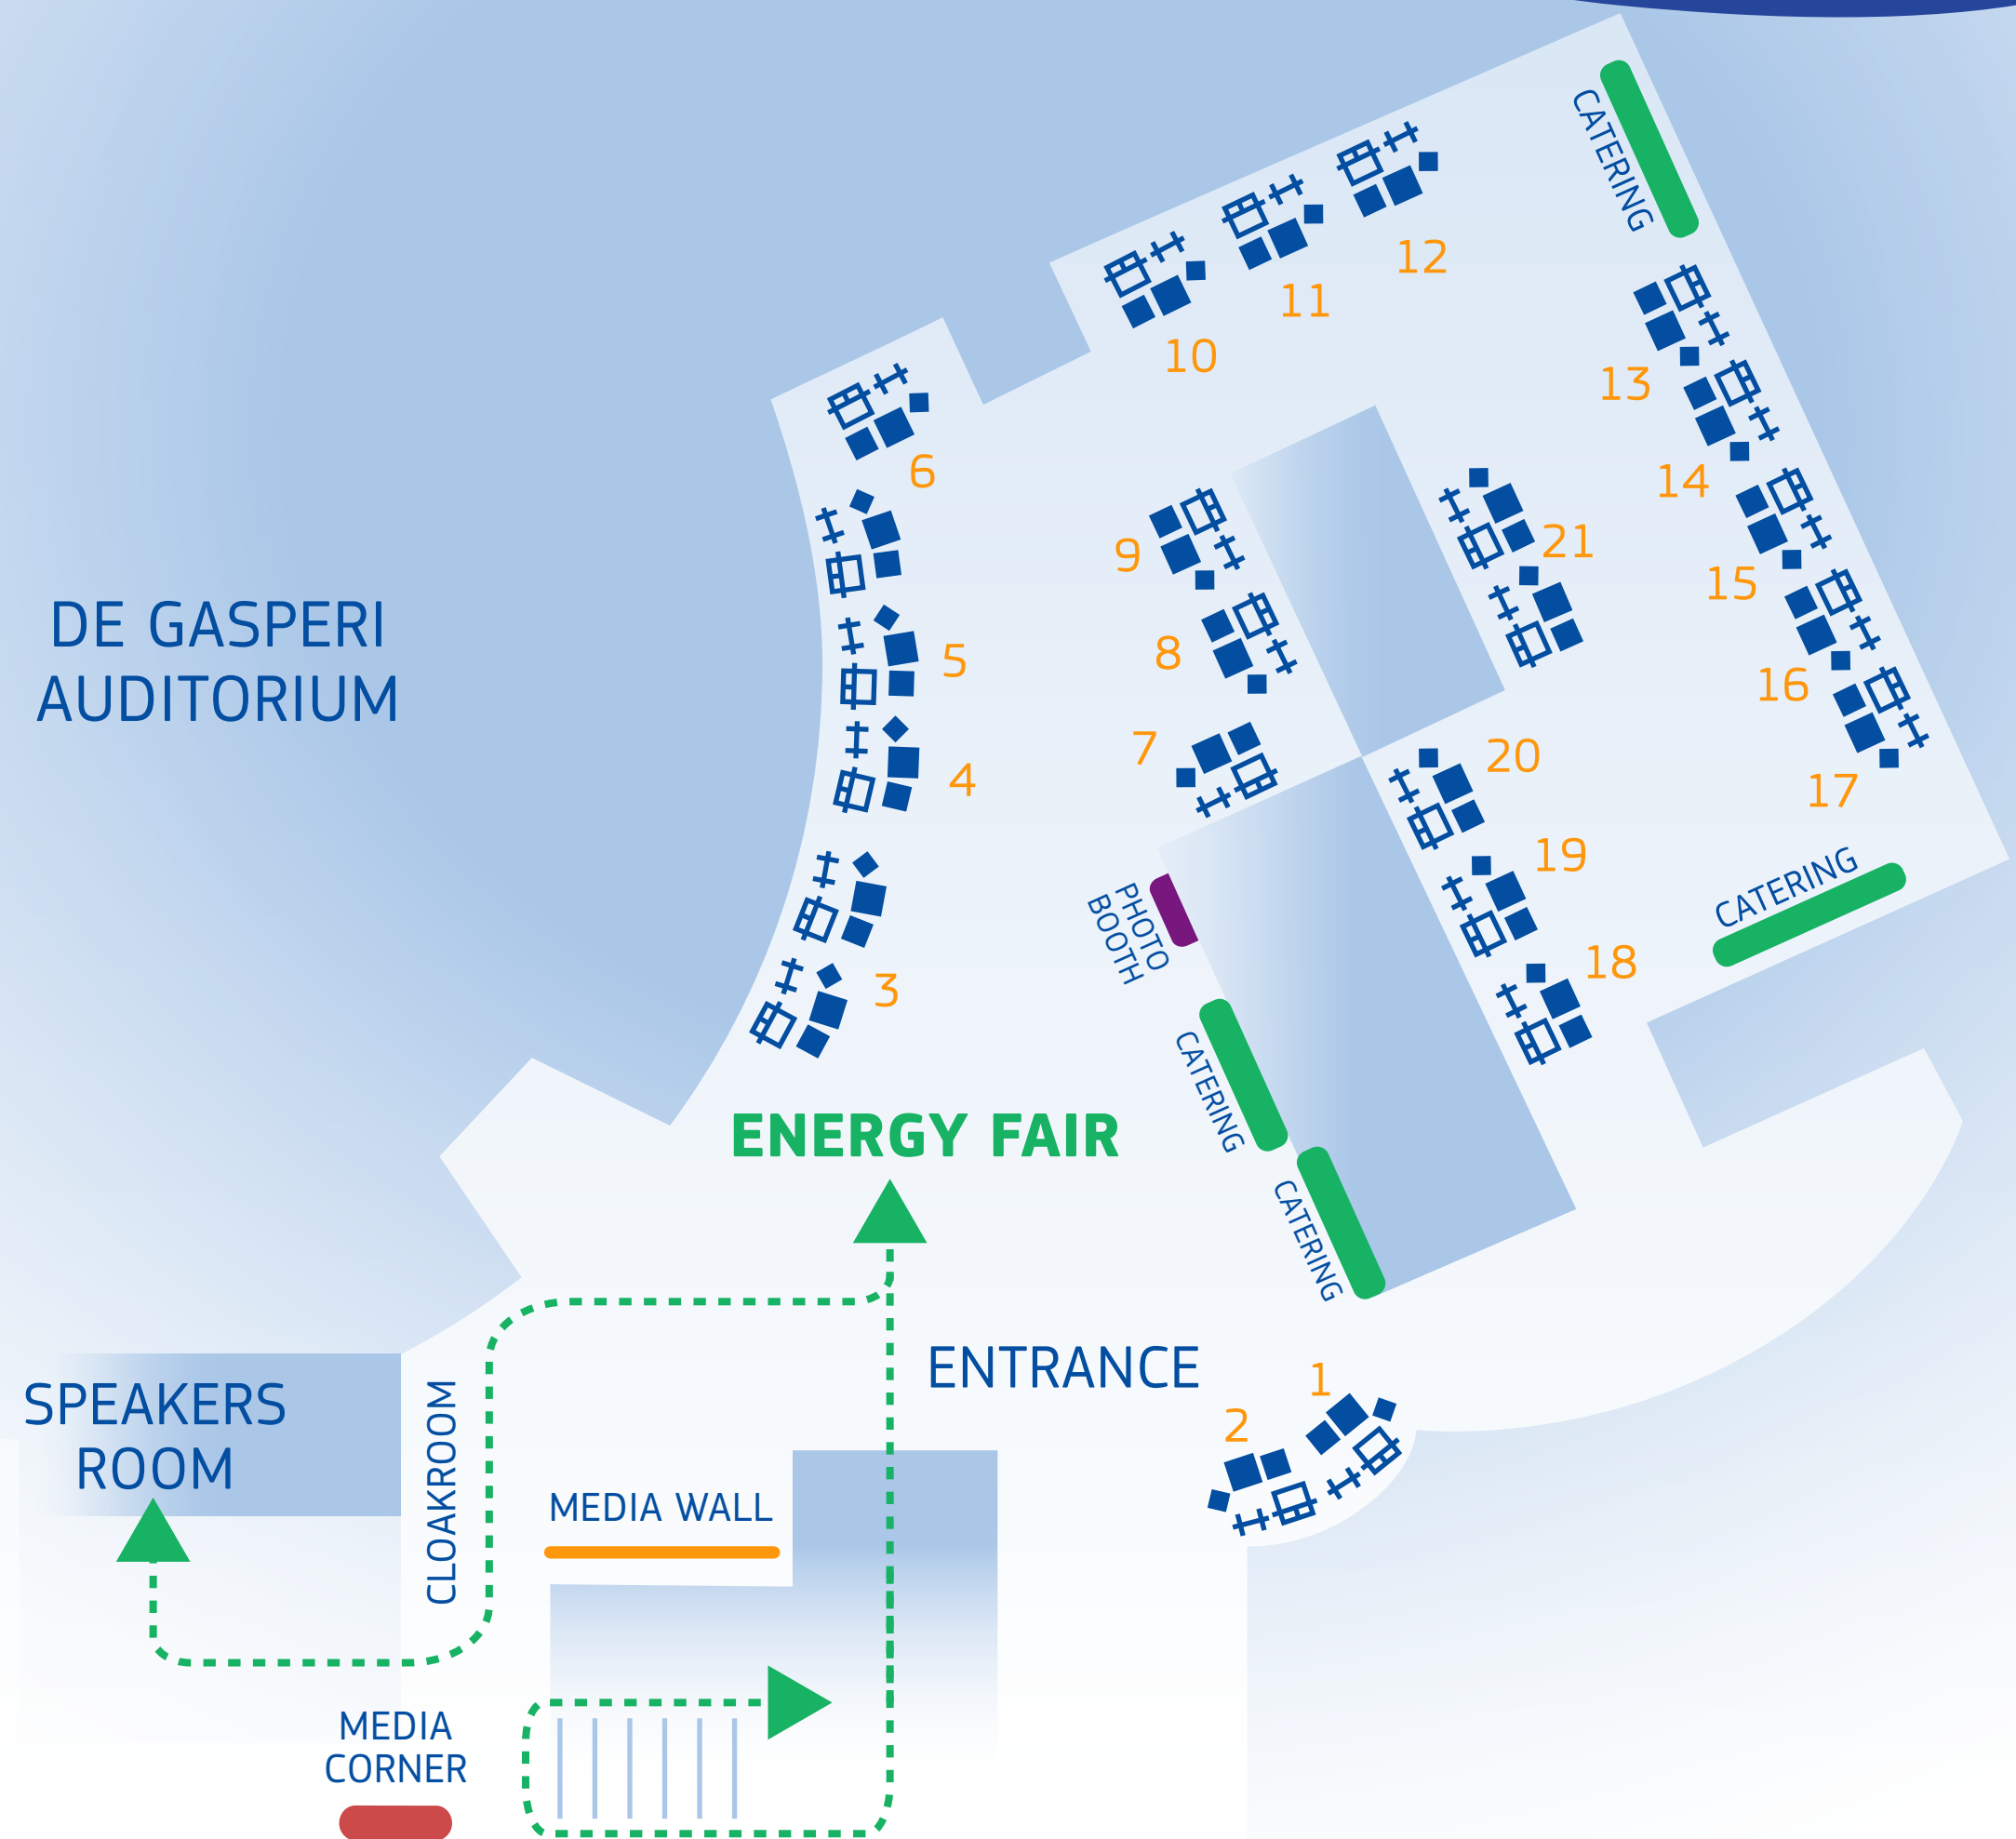 CATERING
12
11
10
13
6
14
21
9
15
DE GASPERI
AUDITORIUM
8
5
16
7
20
4
17
19
CATERING
PHOTO
BOOTH
18
3
CATERING
ENERGY FAIR
CATERING
ENTRANCE
1
2
SPEAKERS
ROOM
CLOAKROOM
MEDIA WALL
MEDIA
CORNER